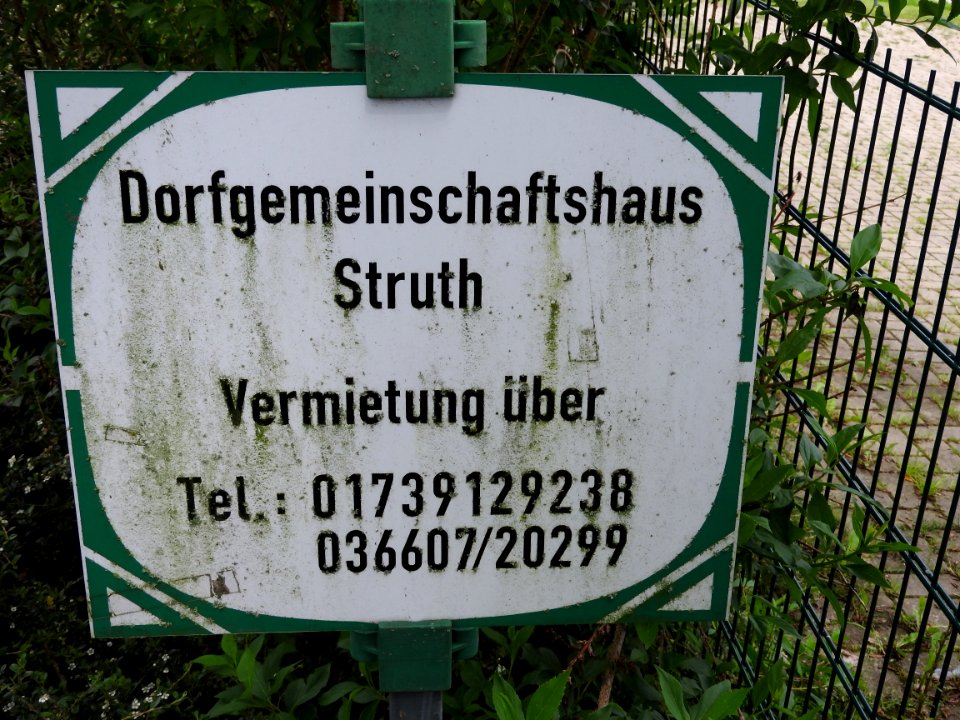 Dorfgemeinschaftshaus
Struth
Vermietung über
Tel.: 01739129238
036607/20299